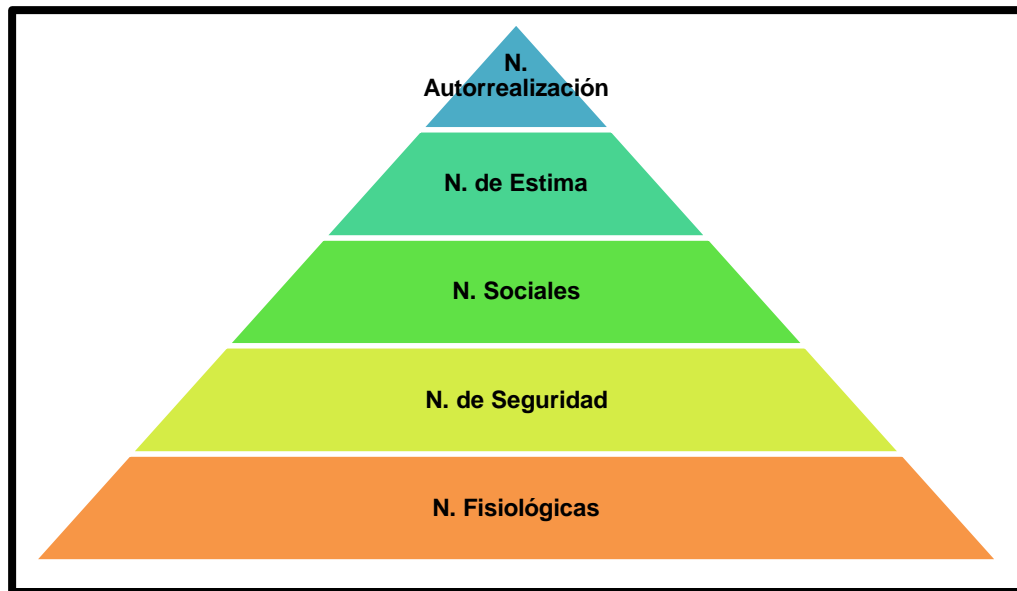 N.
Autorrealización
N. de Estima
N. Sociales
N. de Seguridad
N. Fisiológicas